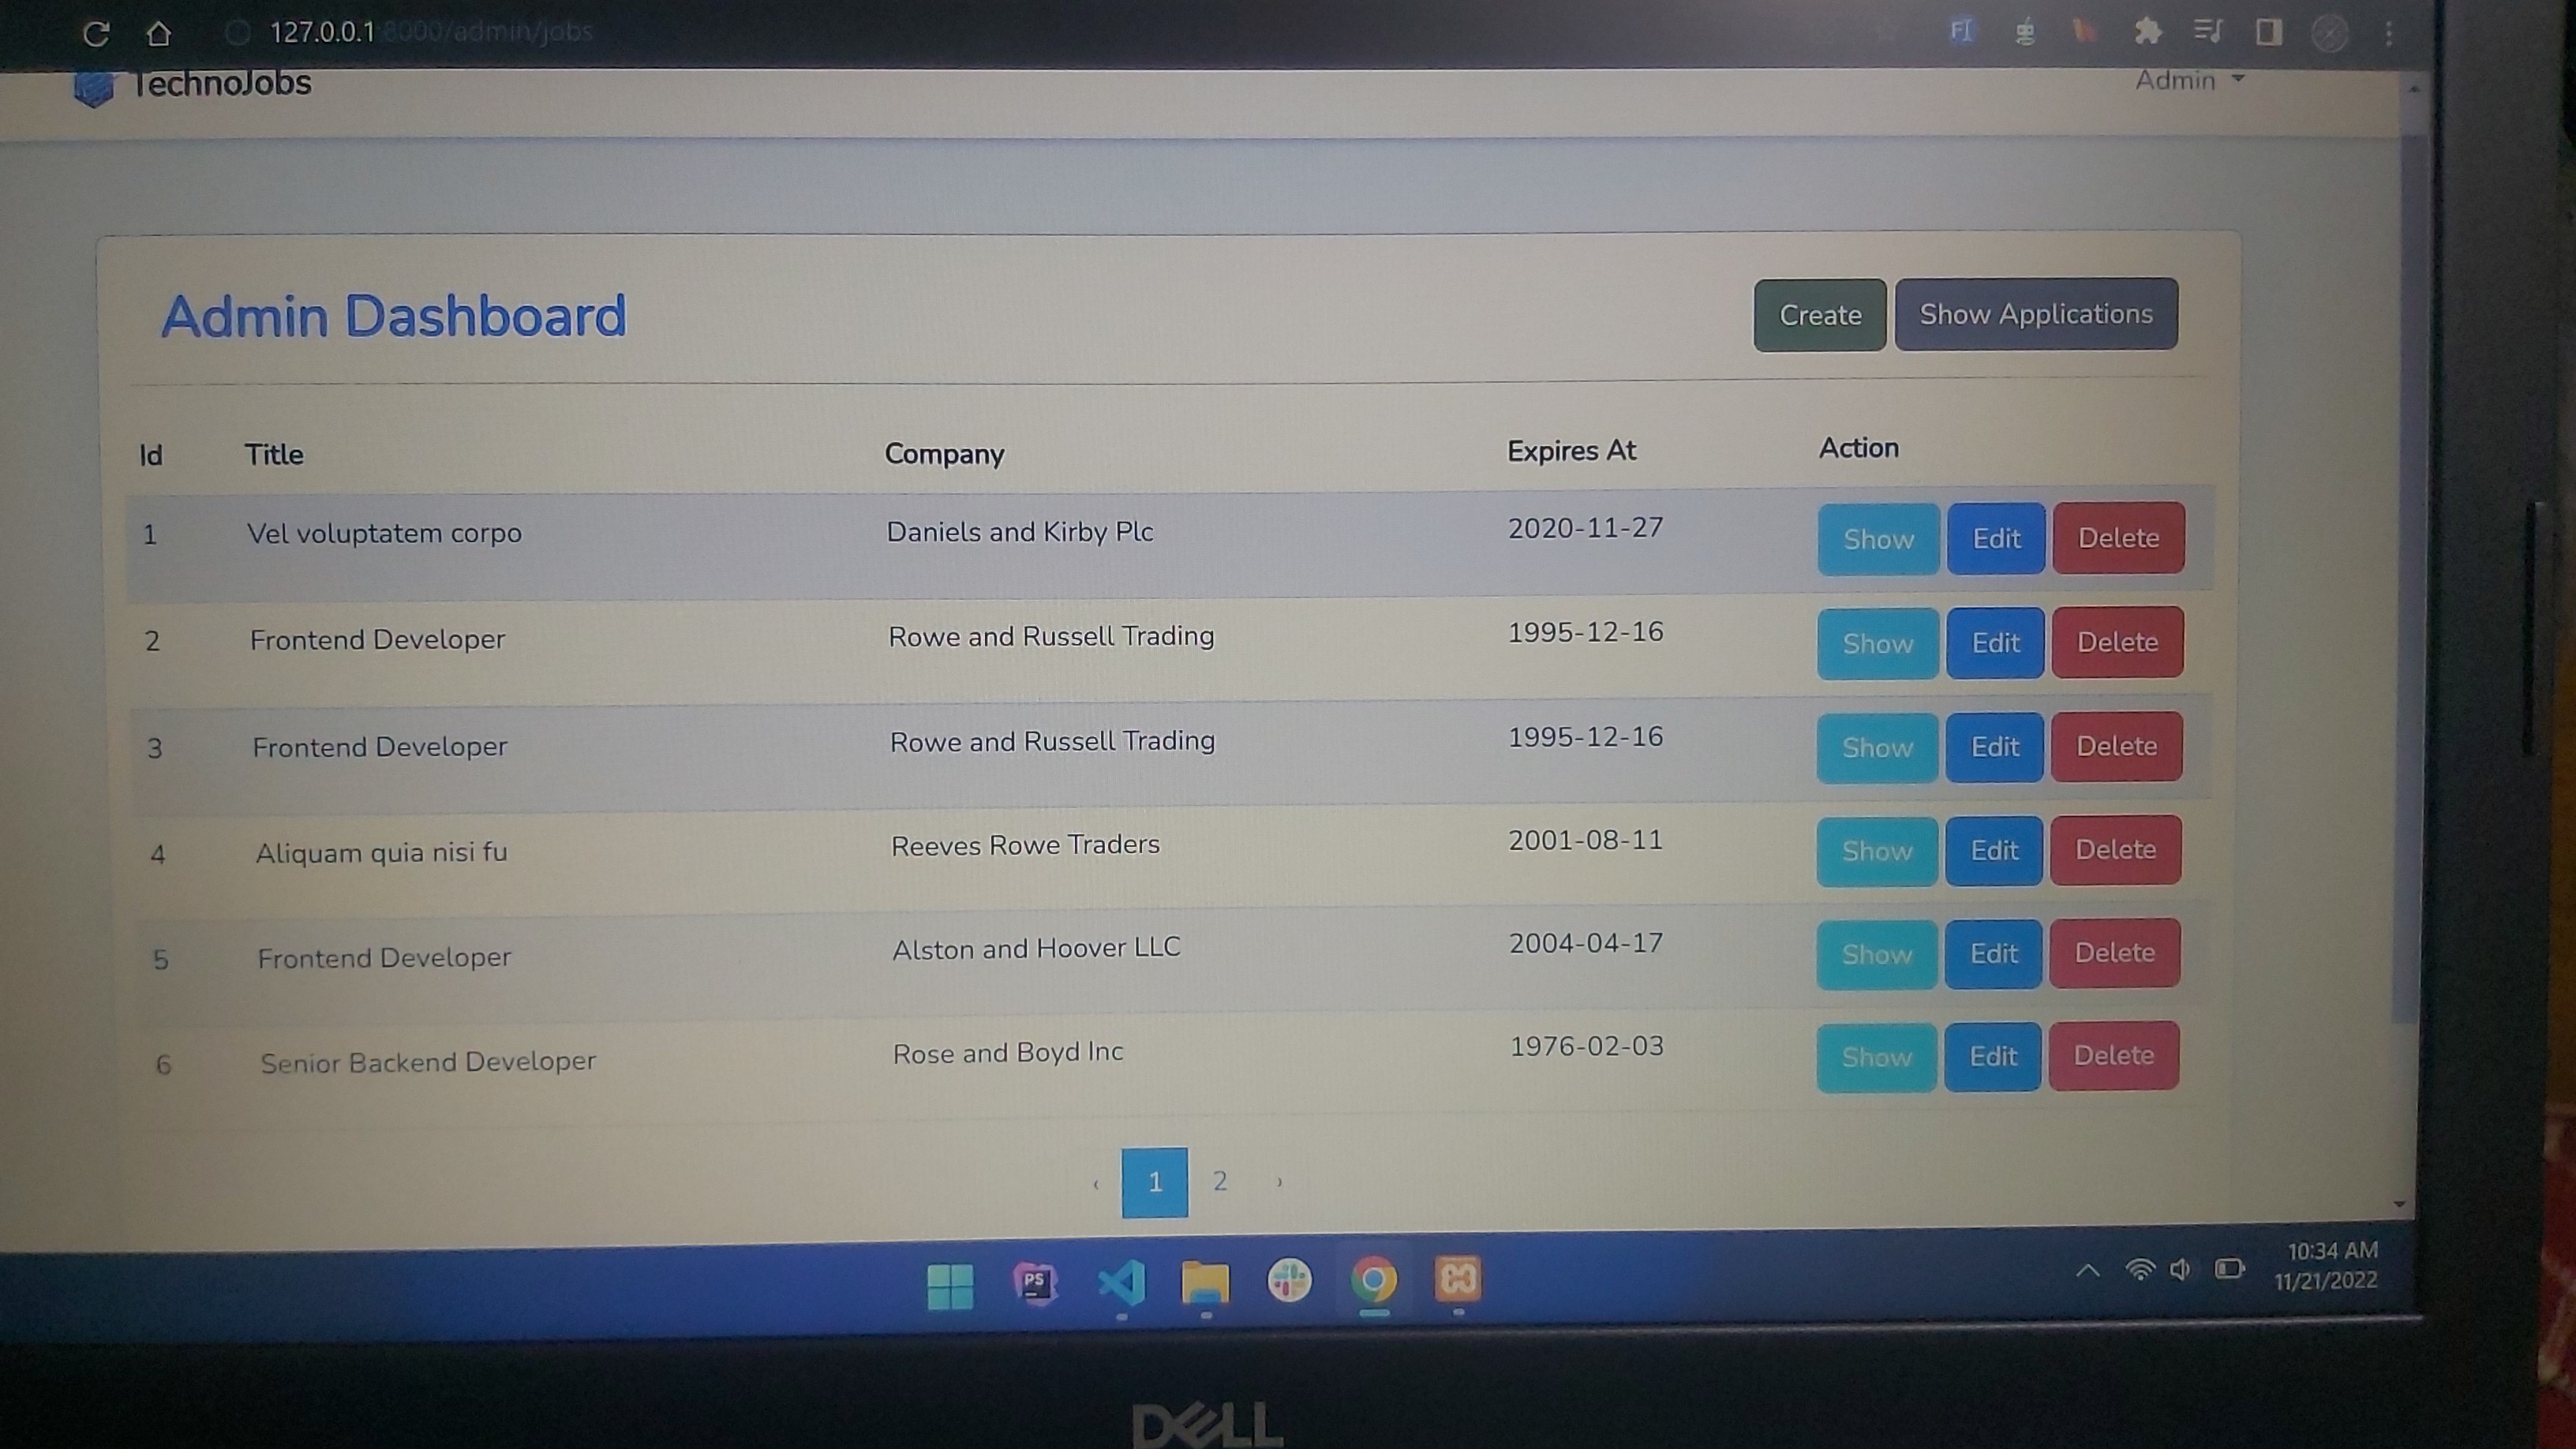 127.0.0.1:8000/admin/jobs
TechnoJobs
Admin
Admin Dashboard
Create Show Applications
Id Title Company Expires At Action
1 Vel voluptatem corpo Daniels and Kirby Plc 2020-11-27 Show Edit Delete
2 Frontend Developer Rowe and Russell Trading 1995-12-16 Show Edit Delete
3 Frontend Developer Rowe and Russell Trading 1995-12-16 Show Edit Delete
4 Aliquam quia nisi fu Reeves Rowe Traders 2001-08-11 Show Edit Delete
5 Frontend Developer Alston and Hoover LLC 2004-04-17 Show Edit Delete
6 Senior Backend Developer Rose and Boyd Inc 1976-02-03 Show Edit Delete
‹ 1 2 ›
PS
10:34 AM
11/21/2022
DELL